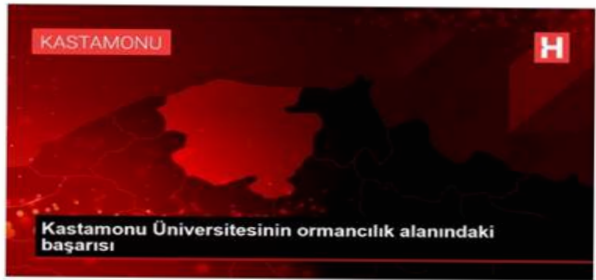 KASTAMONU
H
Kastamonu Üniversitesinin ormancılık alanındaki
başarısı